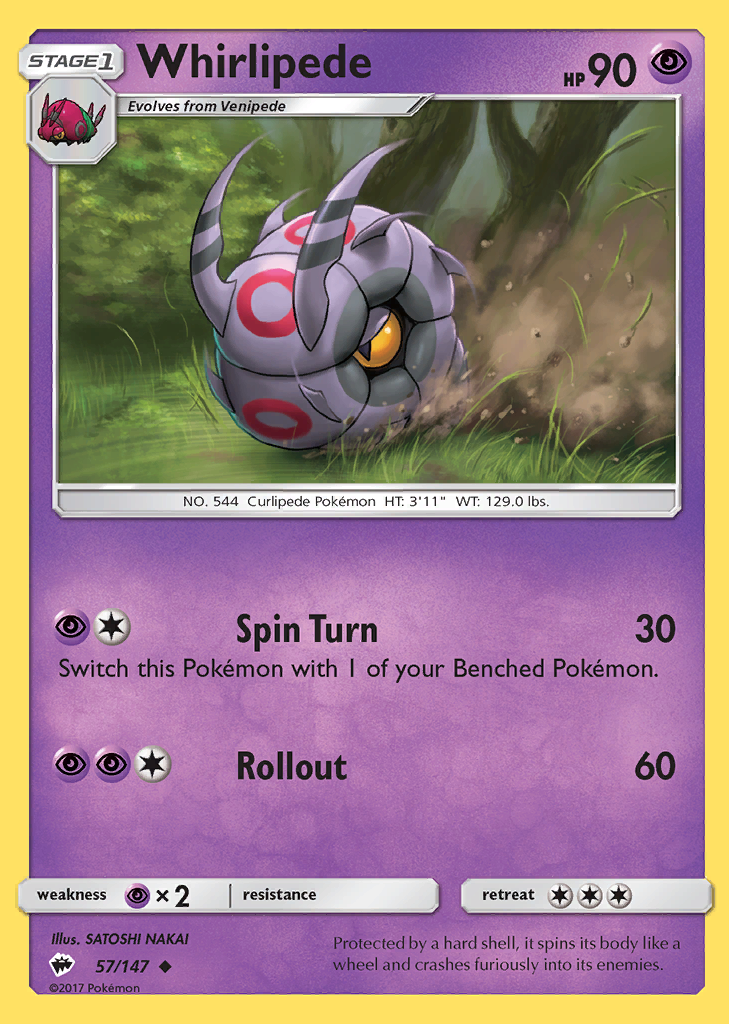 STAGE1
Whirlipede
HP 90
Evolves from Venipede
NO. 544 Curlipede Pokémon HT: 3'11" WT: 129.0 lbs.
Spin Turn 30
Switch this Pokémon with 1 of your Benched Pokémon.
Rollout 60
weakness ×2 resistance retreat
Illus. SATOSHI NAKAI
57/147
©2017 Pokémon
Protected by a hard shell, it spins its body like a
wheel and crashes furiously into its enemies.